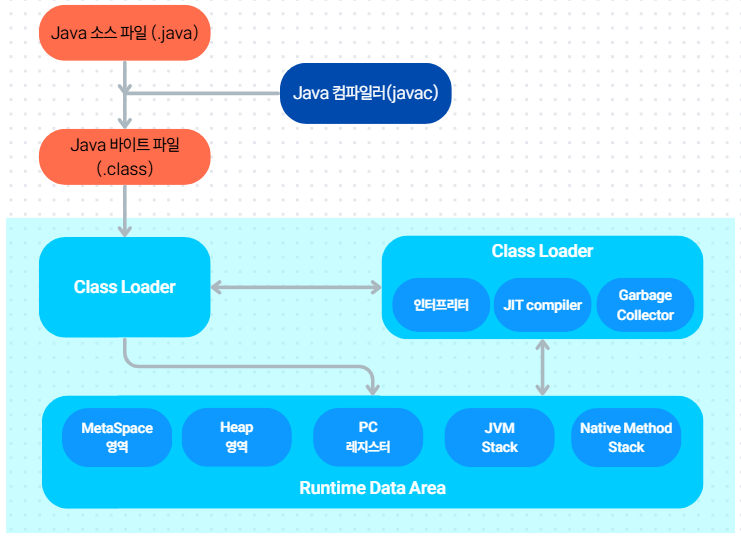 Java 소스 파일 (.java)
Java 컴파일러(javac)
Java 바이트 파일
(.class)
Class Loader
Class Loader
인터프리터
JIT compiler
Garbage
Collector
MetaSpace
영역
Heap
영역
PC
레지스터
JVM
Stack
Native Method
Stack
Runtime Data Area